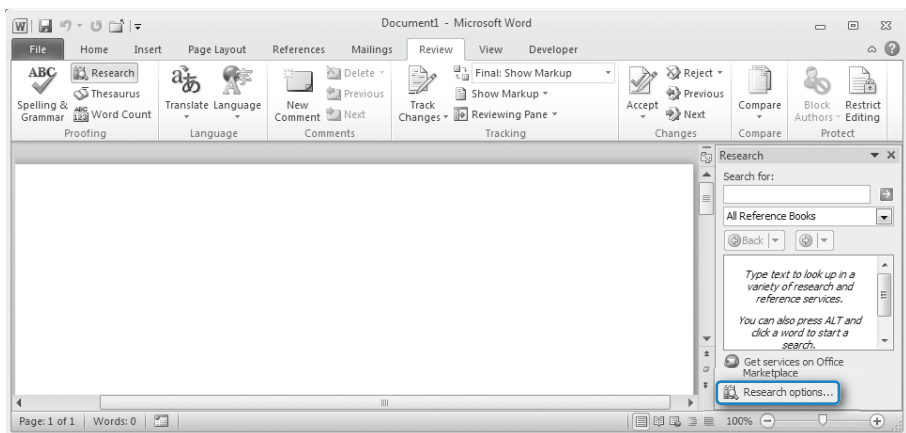 Document1 - Microsoft Word
File Home Insert Page Layout References Mailings Review View Developer
ABC
Spelling & Grammar
Research
Thesaurus
ABC 123 Word Count
Proofing
Translate
Language
Language
New Comment
Delete
Previous
Next
Comments
Track Changes
Final: Show Markup
Show Markup
Reviewing Pane
Tracking
Accept
Reject
Previous
Next
Changes
Compare
Compare
Block Authors
Restrict Editing
Protect
Research
Search for:
All Reference Books
Back
Type text to look up in a
variety of research and
reference services.
You can also press ALT and
click a word to start a
search.
Get services on Office
Marketplace
Research options...
Page: 1 of 1 Words: 0 100%